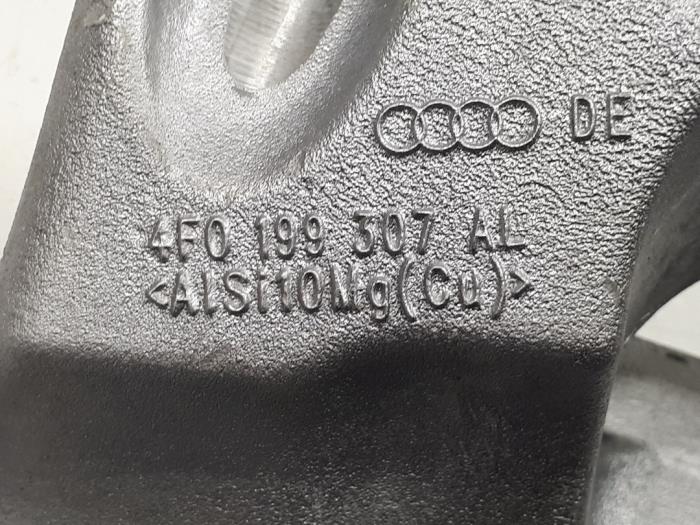 DE
4F0 199 307 AL
<AlSi10Mg(Cu)>